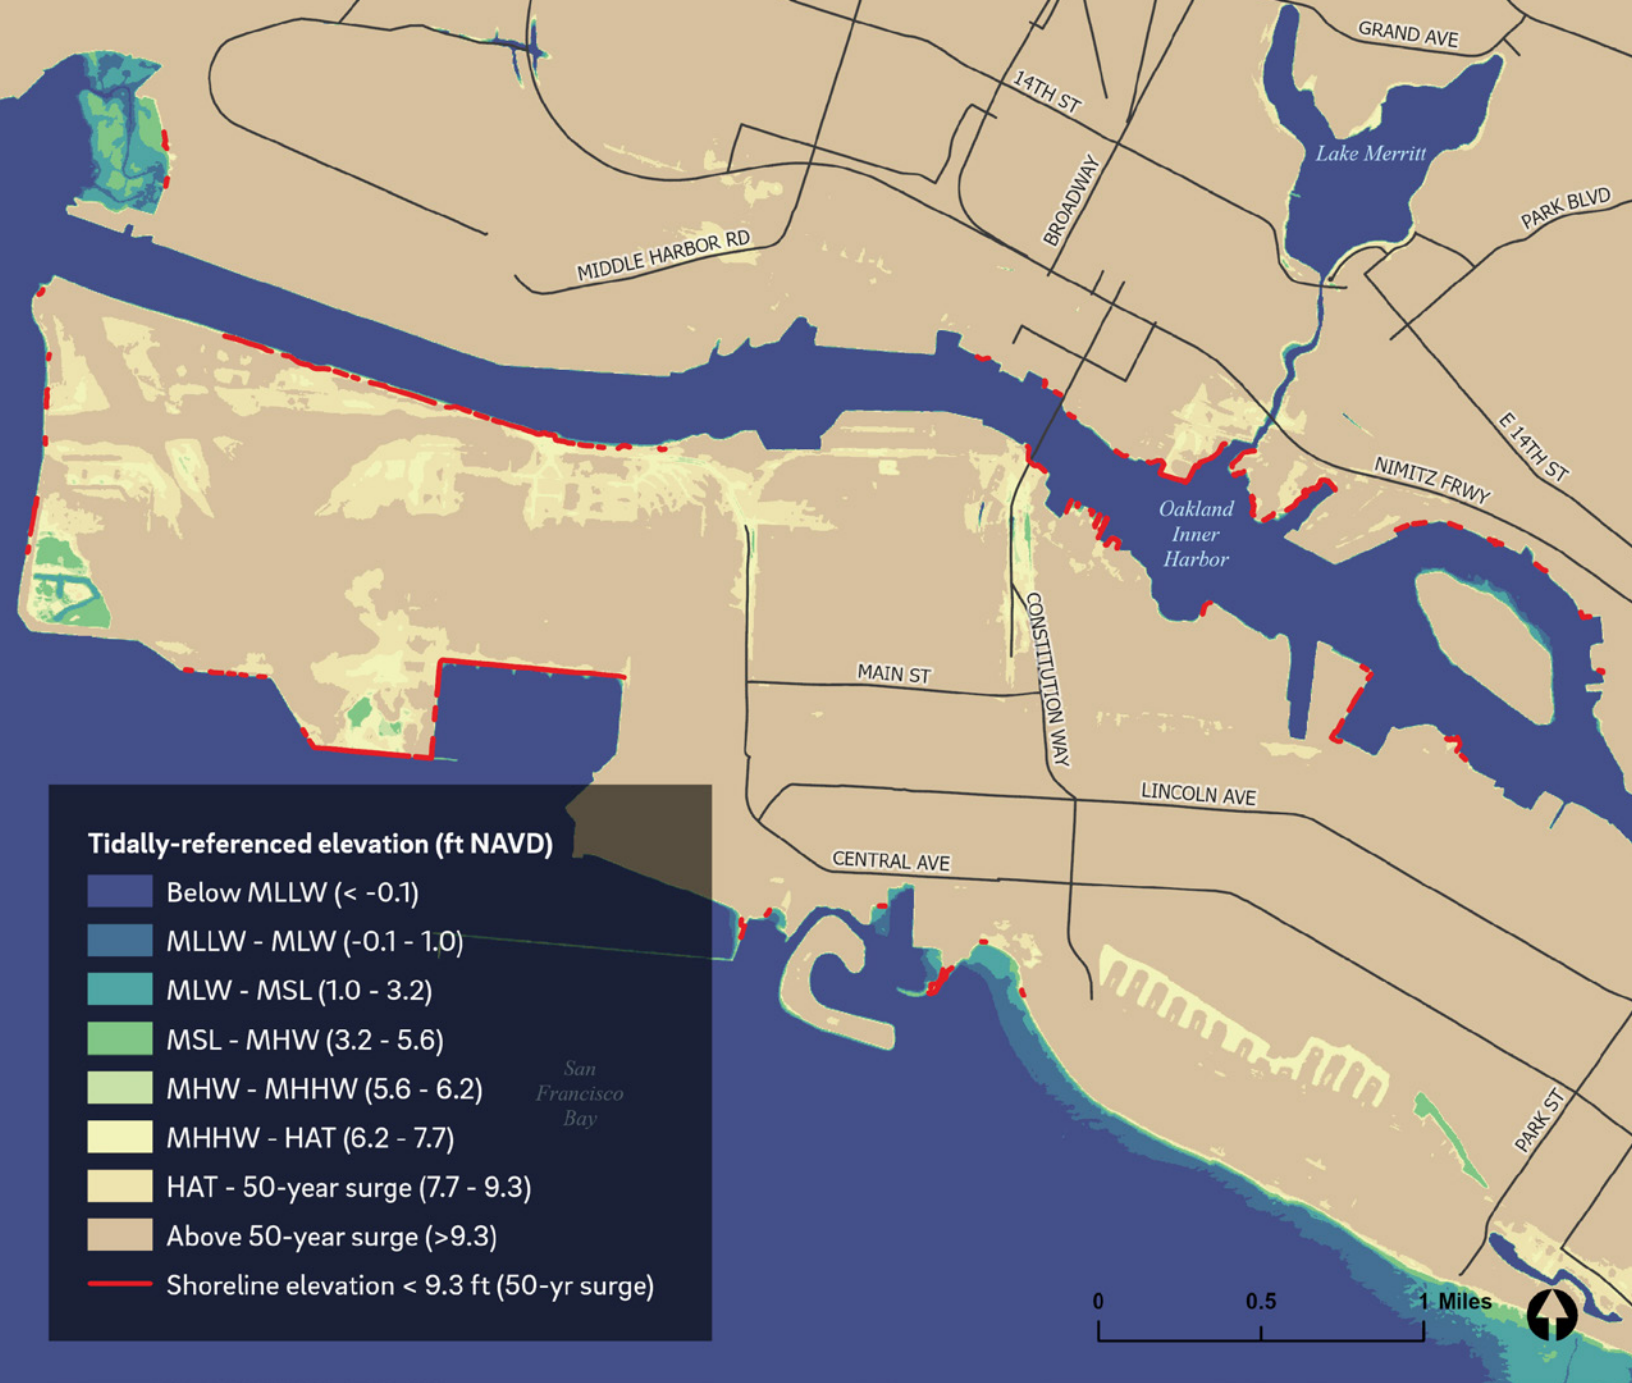 GRAND AVE
14TH ST
Lake Merritt
BROADWAY
PARK BLVD
MIDDLE HARBOR RD
E 14TH ST
NIMITZ FRWY
Oakland
Inner
Harbor
CONSTITUTION WAY
MAIN ST
LINCOLN AVE
CENTRAL AVE
PARK ST
San
Francisco
Bay
Tidally-referenced elevation (ft NAVD)
Below MLLW (< -0.1)
MLLW - MLW (-0.1 - 1.0)
MLW - MSL (1.0 - 3.2)
MSL - MHW (3.2 - 5.6)
MHW - MHHW (5.6 - 6.2)
MHHW - HAT (6.2 - 7.7)
HAT - 50-year surge (7.7 - 9.3)
Above 50-year surge (>9.3)
Shoreline elevation < 9.3 ft (50-yr surge)
0 0.5 1 Miles